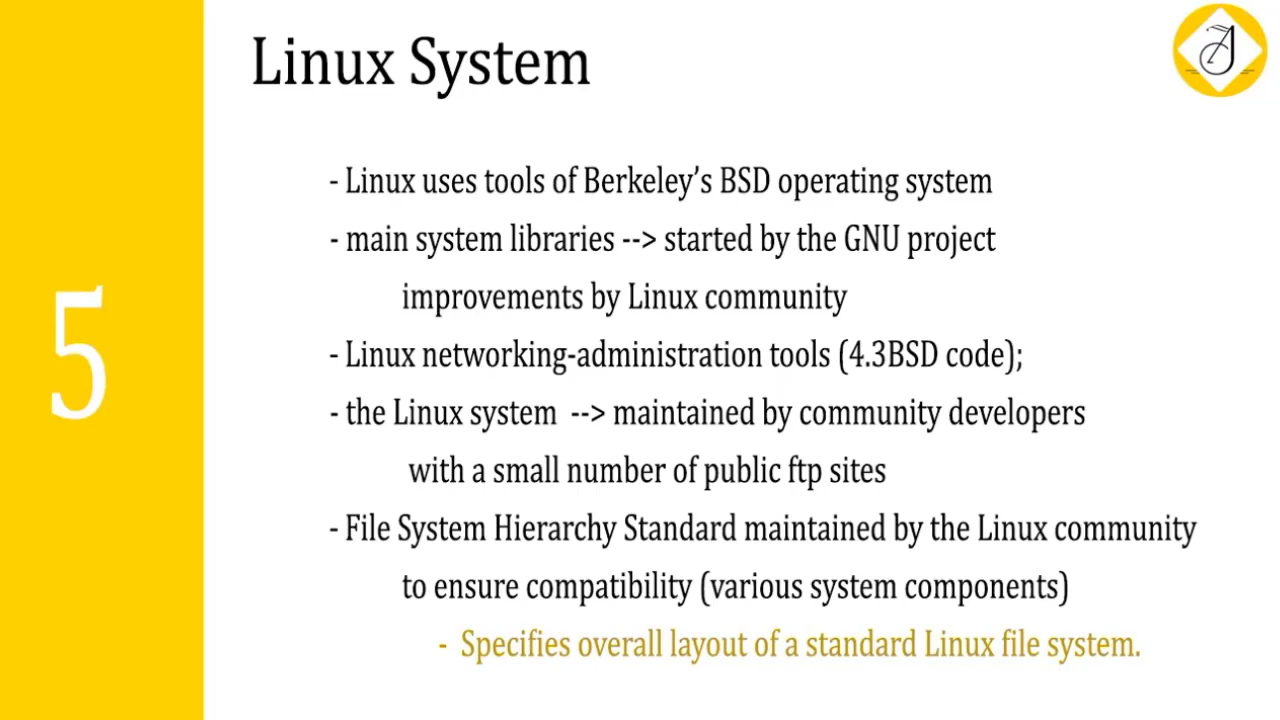 Linux System
- Linux uses tools of Berkeley’s BSD operating system
- main system libraries --> started by the GNU project
improvements by Linux community
- Linux networking-administration tools (4.3BSD code);
- the Linux system --> maintained by community developers
with a small number of public ftp sites
- File System Hierarchy Standard maintained by the Linux community
to ensure compatibility (various system components)
- Specifies overall layout of a standard Linux file system.
5